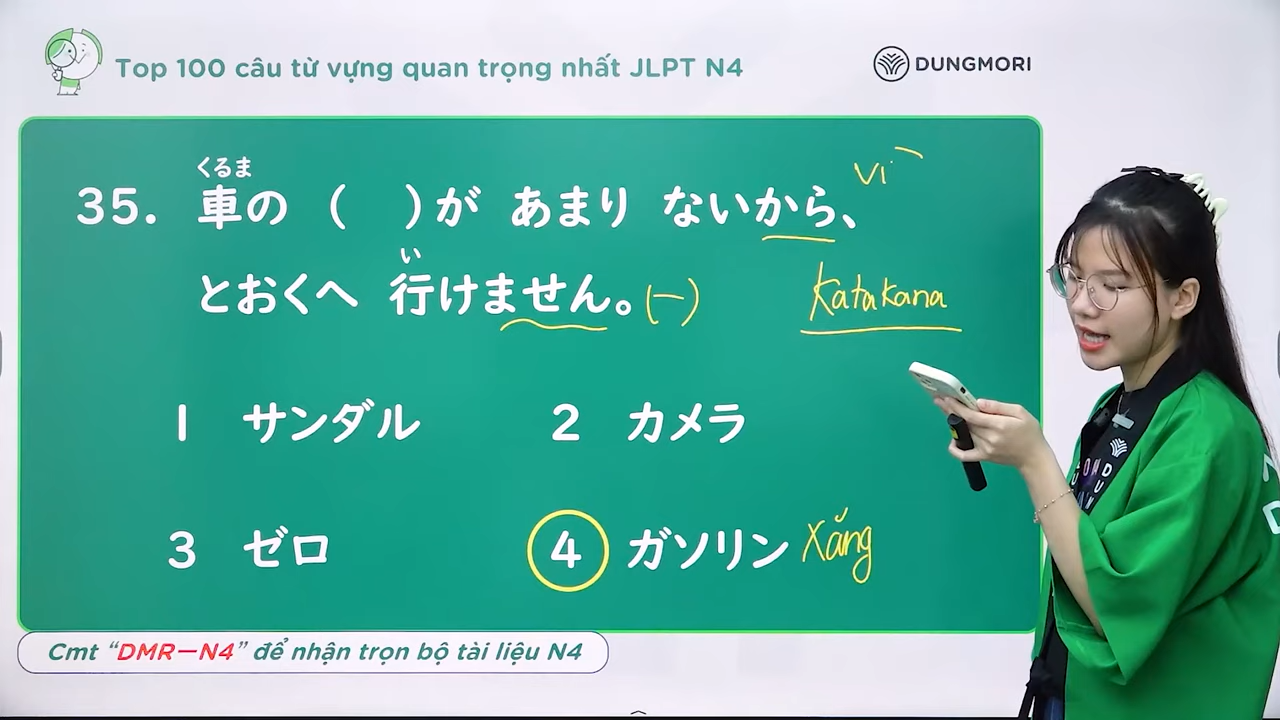 Top 100 câu từ vựng quan trọng nhất JLPT N4
DUNGMORI
くるま
35. 車の ( )が あまり ないから、
vì
い
とおくへ 行けません。(-)
Katakana
1 サンダル
2 カメラ
3 ゼロ
4 ガソリン xăng
Cmt “DMR-N4” để nhận trọn bộ tài liệu N4